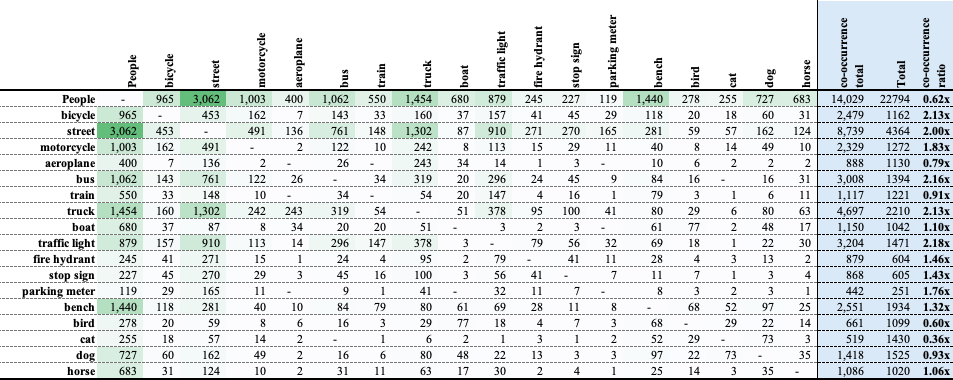 People bicycle street motorcycle aeroplane bus train truck boat traffic light fire hydrant stop sign parking meter bench bird cat dog horse co-occurrence total Total co-occurrence ratio
People - 965 3,062 1,003 400 1,062 550 1,454 680 879 245 227 119 1,440 278 255 727 683 14,029 22794 0.62x
bicycle 965 - 453 162 7 143 33 160 37 157 41 45 29 118 20 18 60 31 2,479 1162 2.13x
street 3,062 453 - 491 136 761 148 1,302 87 910 271 270 165 281 59 57 162 124 8,739 4364 2.00x
motorcycle 1,003 162 491 - 2 122 10 242 8 113 15 29 11 40 8 14 49 10 2,329 1272 1.83x
aeroplane 400 7 136 2 - 26 - 243 34 14 1 3 - 10 6 2 2 2 888 1130 0.79x
bus 1,062 143 761 122 26 - 34 319 20 296 24 45 9 84 16 - 16 31 3,008 1394 2.16x
train 550 33 148 10 - 34 - 54 20 147 4 16 1 79 3 1 6 11 1,117 1221 0.91x
truck 1,454 160 1,302 242 243 319 54 - 51 378 95 100 41 80 29 6 80 63 4,697 2210 2.13x
boat 680 37 87 8 34 20 20 51 - 3 2 3 - 61 77 2 48 17 1,150 1042 1.10x
traffic light 879 157 910 113 14 296 147 378 3 - 79 56 32 69 18 1 22 30 3,204 1471 2.18x
fire hydrant 245 41 271 15 1 24 4 95 2 79 - 41 11 28 4 3 13 2 879 604 1.46x
stop sign 227 45 270 29 3 45 16 100 3 56 41 - 7 11 7 1 3 4 868 605 1.43x
parking meter 119 29 165 11 - 9 1 41 - 32 11 7 - 8 3 2 3 1 442 251 1.76x
bench 1,440 118 281 40 10 84 79 80 61 69 28 11 8 - 68 52 97 25 2,551 1934 1.32x
bird 278 20 59 8 6 16 3 29 77 18 4 7 3 68 - 29 22 14 661 1099 0.60x
cat 255 18 57 14 2 - 1 6 2 1 3 1 2 52 29 - 73 3 519 1430 0.36x
dog 727 60 162 49 2 16 6 80 48 22 13 3 3 97 22 73 - 35 1,418 1525 0.93x
horse 683 31 124 10 2 31 11 63 17 30 2 4 1 25 14 3 35 - 1,086 1020 1.06x